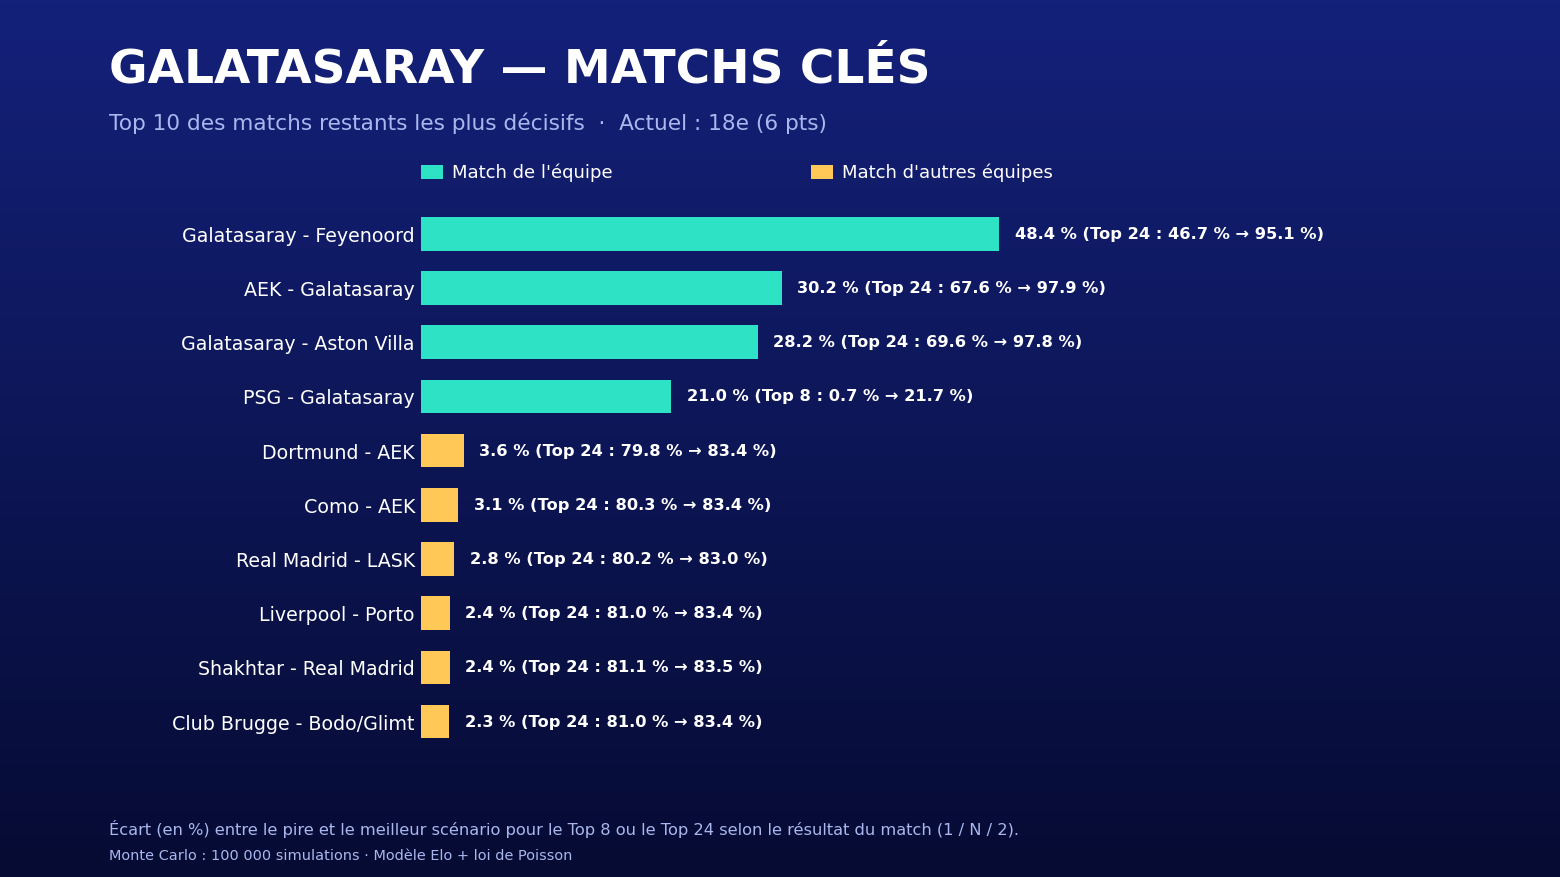 GALATASARAY — MATCHS CLÉS
Top 10 des matchs restants les plus décisifs · Actuel : 18e (6 pts)
Match de l'équipe
Match d'autres équipes
Galatasaray - Feyenoord 48.4 % (Top 24 : 46.7 % → 95.1 %)
AEK - Galatasaray 30.2 % (Top 24 : 67.6 % → 97.9 %)
Galatasaray - Aston Villa 28.2 % (Top 24 : 69.6 % → 97.8 %)
PSG - Galatasaray 21.0 % (Top 8 : 0.7 % → 21.7 %)
Dortmund - AEK 3.6 % (Top 24 : 79.8 % → 83.4 %)
Como - AEK 3.1 % (Top 24 : 80.3 % → 83.4 %)
Real Madrid - LASK 2.8 % (Top 24 : 80.2 % → 83.0 %)
Liverpool - Porto 2.4 % (Top 24 : 81.0 % → 83.4 %)
Shakhtar - Real Madrid 2.4 % (Top 24 : 81.1 % → 83.5 %)
Club Brugge - Bodo/Glimt 2.3 % (Top 24 : 81.0 % → 83.4 %)
Écart (en %) entre le pire et le meilleur scénario pour le Top 8 ou le Top 24 selon le résultat du match (1 / N / 2).
Monte Carlo : 100 000 simulations · Modèle Elo + loi de Poisson